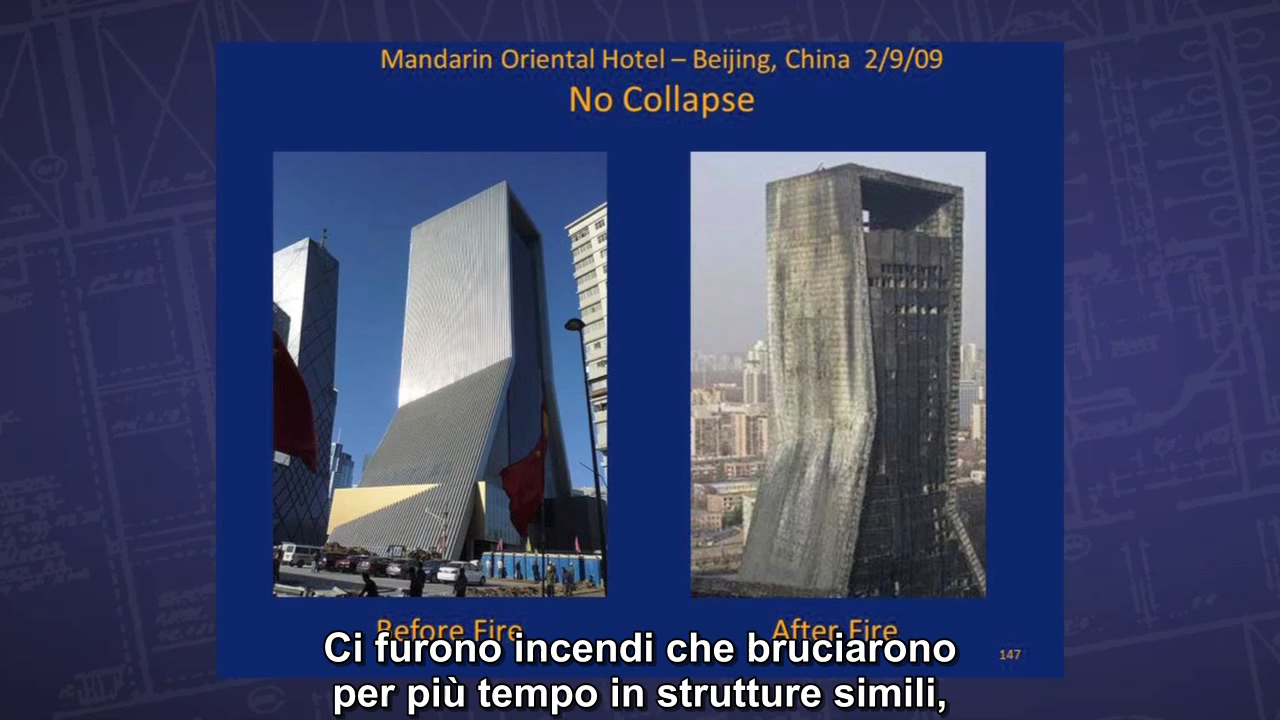 Mandarin Oriental Hotel – Beijing, China 2/9/09
No Collapse
Before Fire
After Fire
147
Ci furono incendi che bruciarono
per più tempo in strutture simili,